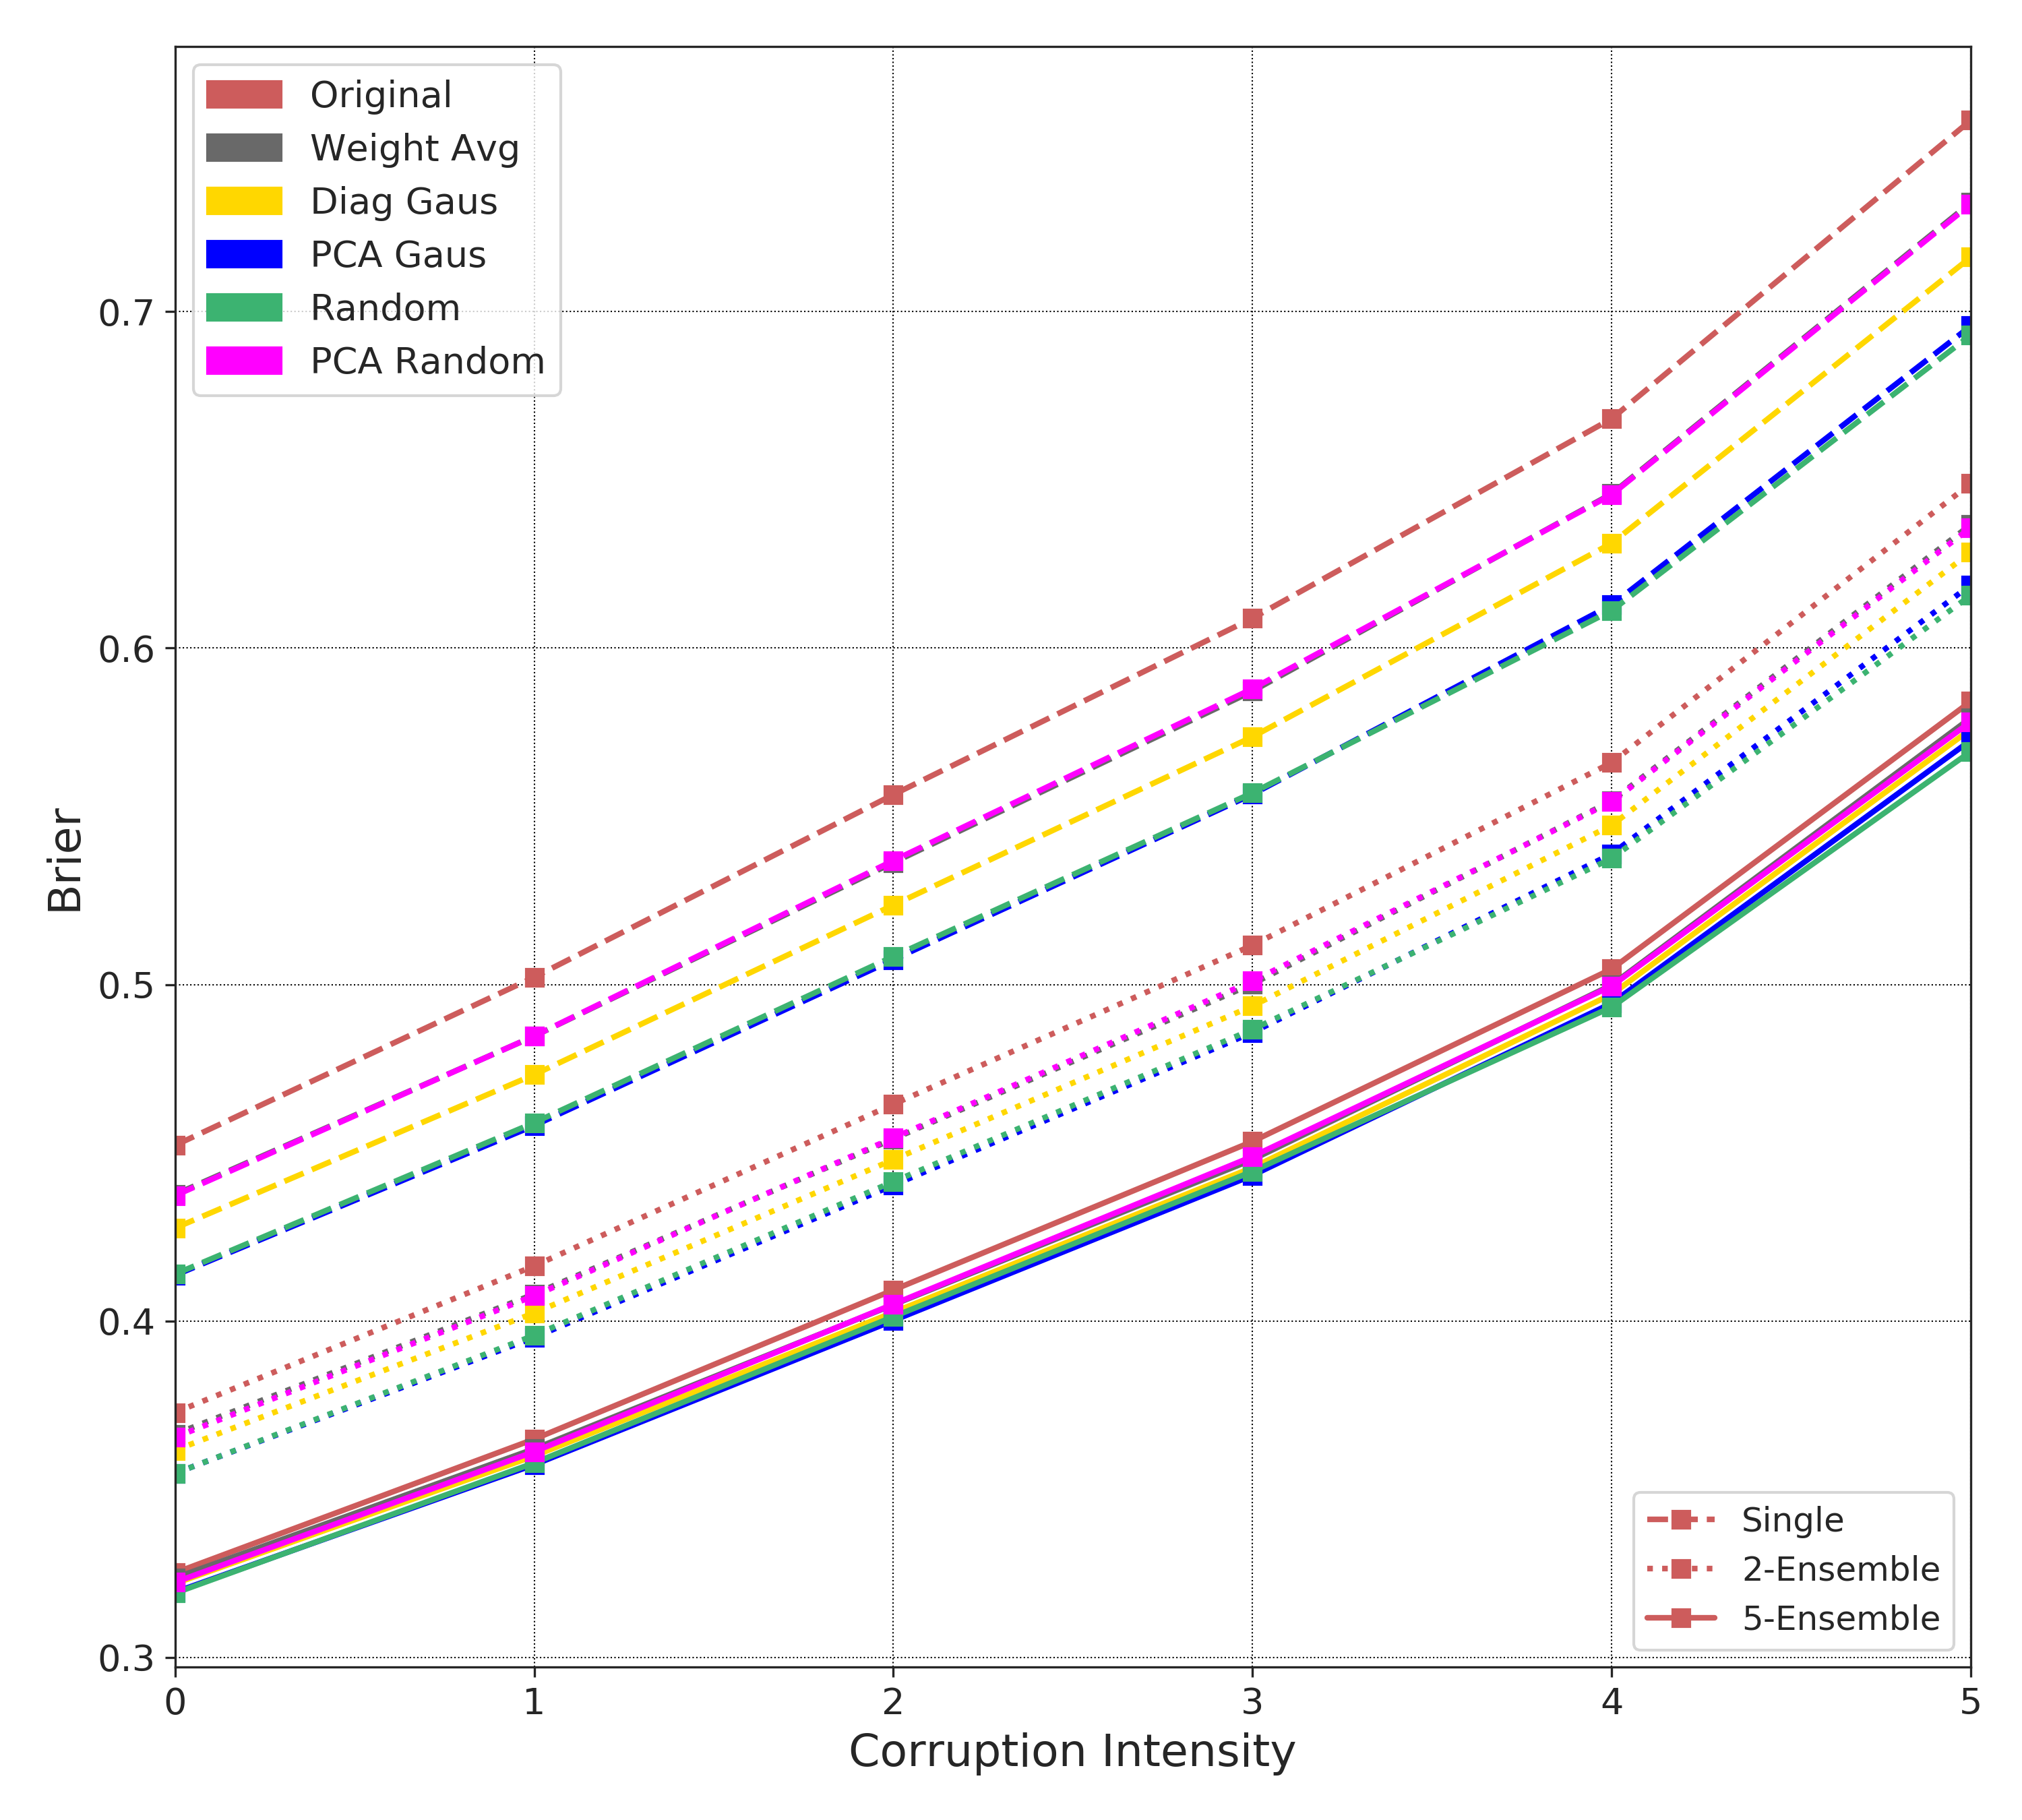 Original
Weight Avg
Diag Gaus
PCA Gaus
Random
PCA Random
0.7
0.6
0.5
0.4
0.3
Brier
Single
2-Ensemble
5-Ensemble
0 1 2 3 4 5
Corruption Intensity